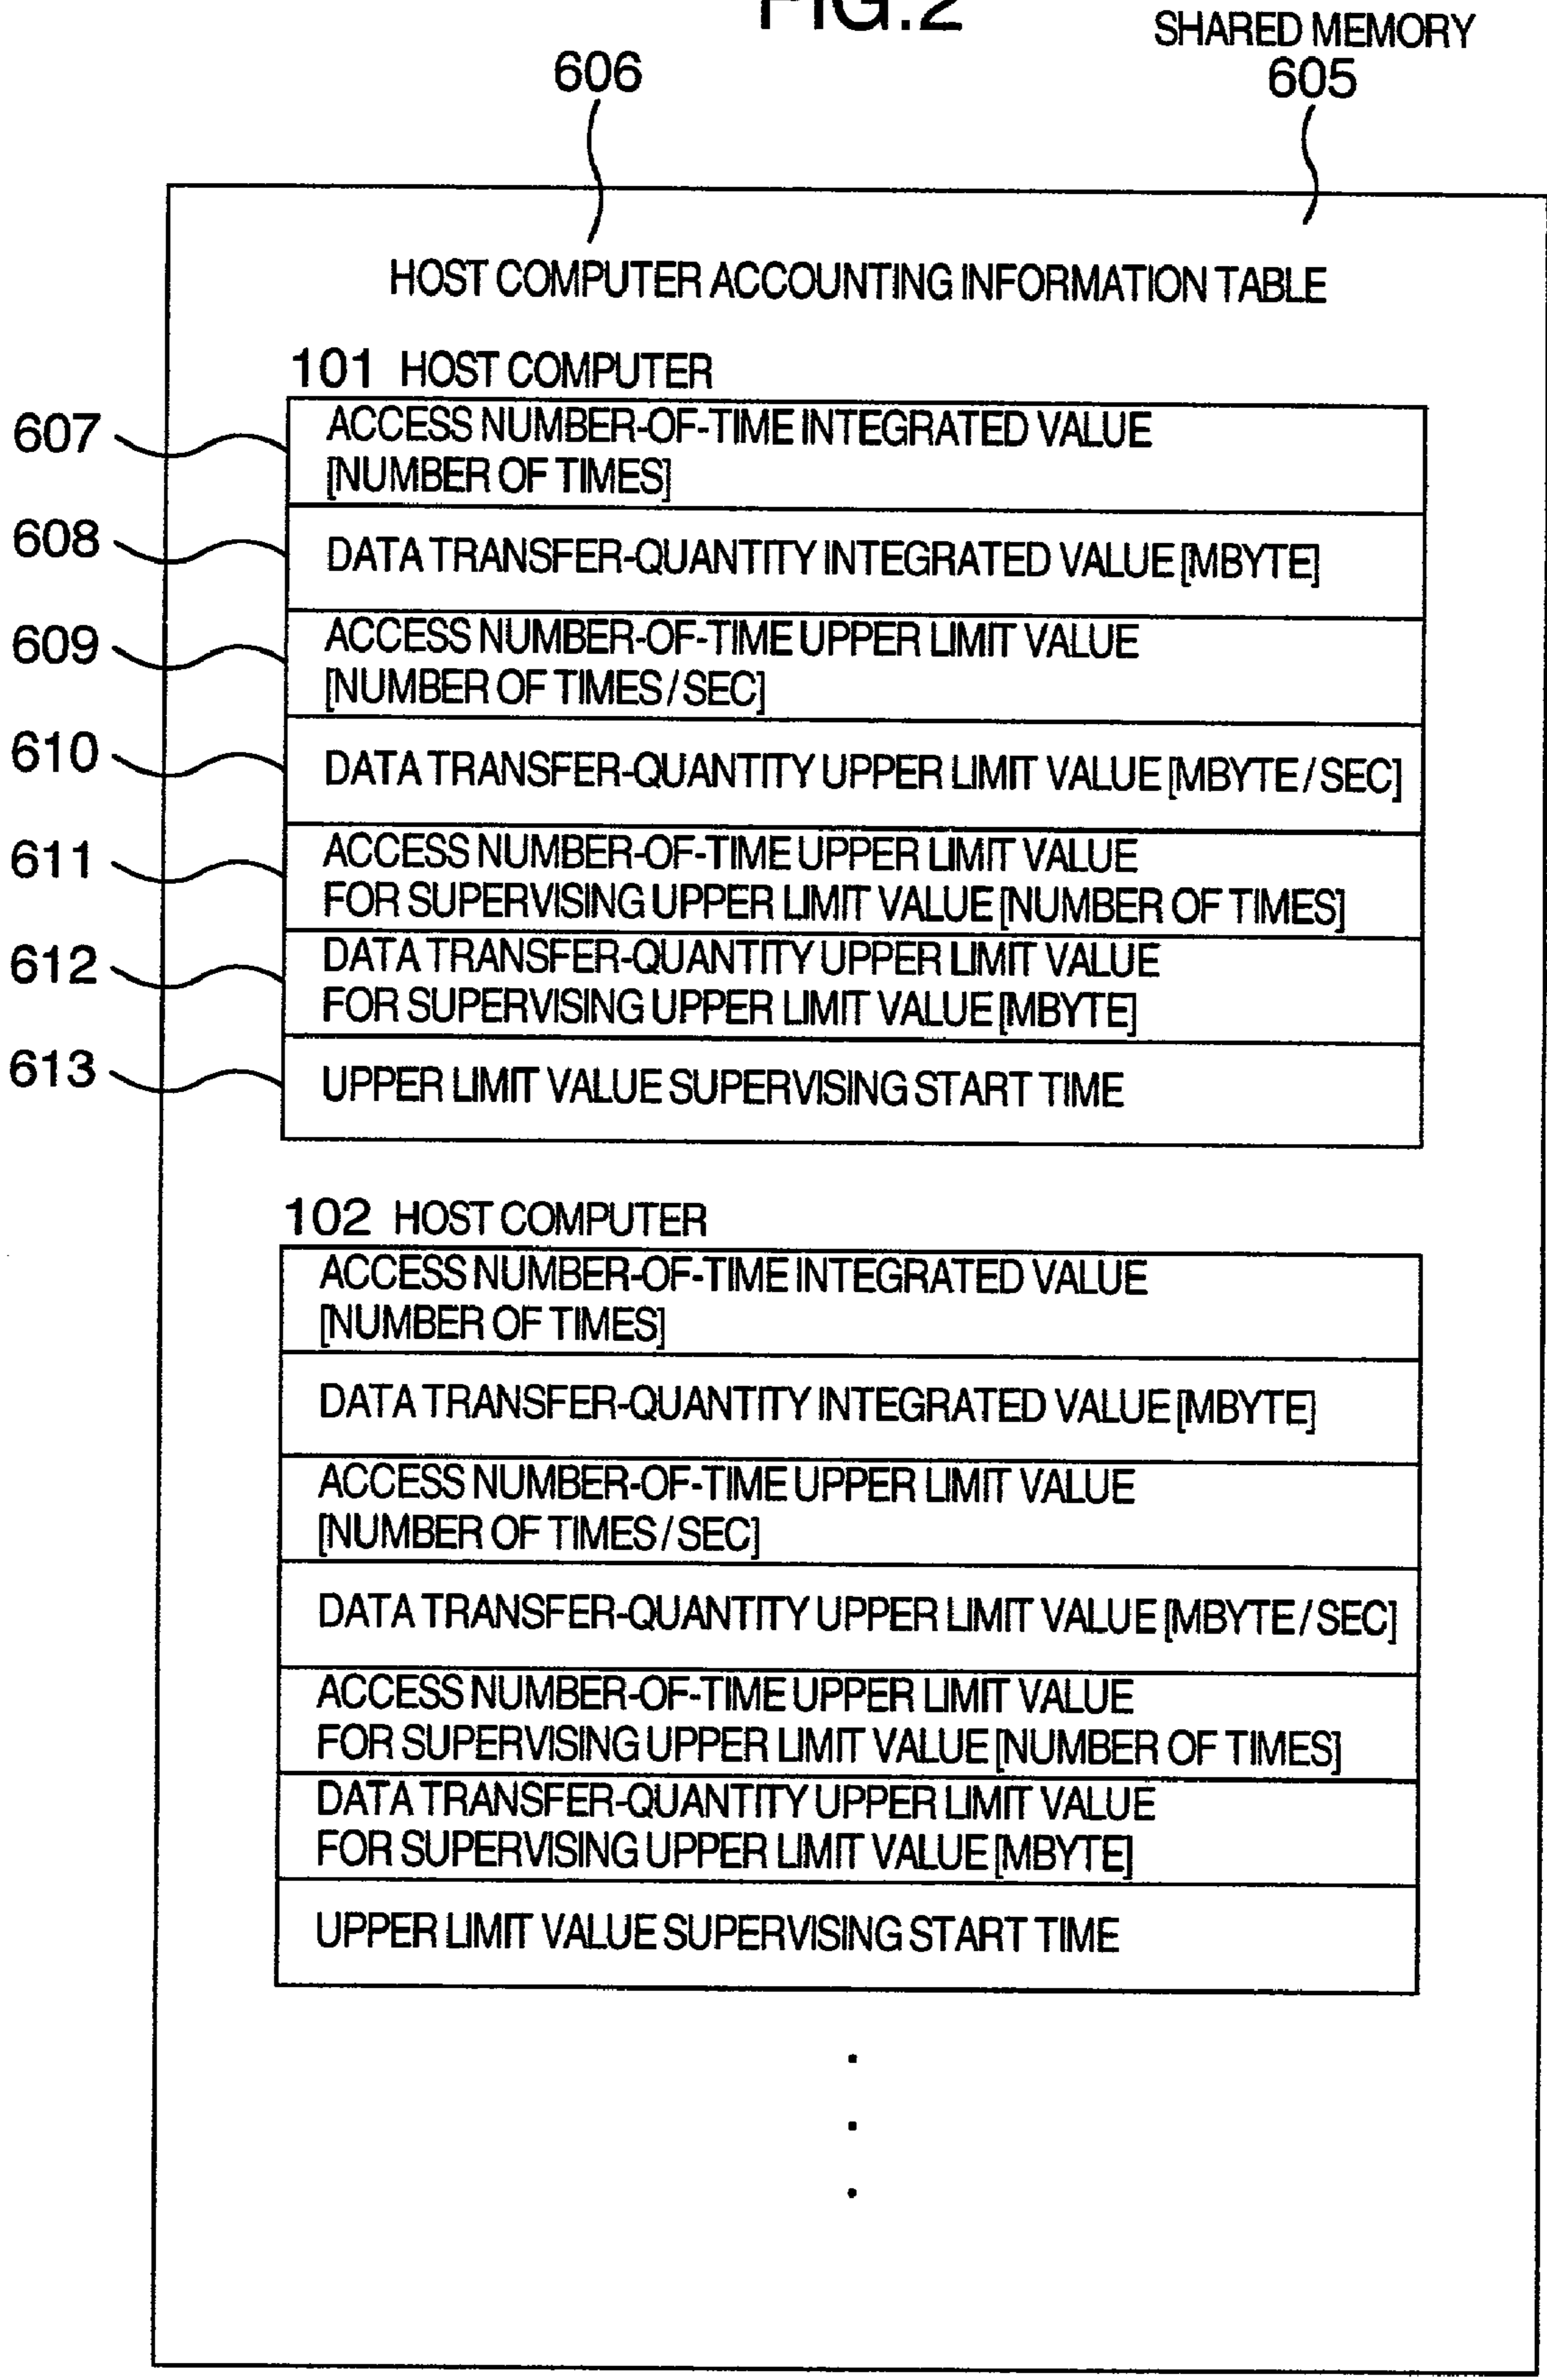 FIG.2
SHARED MEMORY
606
605
HOST COMPUTER ACCOUNTING INFORMATION TABLE
101 HOST COMPUTER
607
ACCESS NUMBER-OF-TIME INTEGRATED VALUE
[NUMBER OF TIMES]
608
DATA TRANSFER-QUANTITY INTEGRATED VALUE [MBYTE]
609
ACCESS NUMBER-OF-TIME UPPER LIMIT VALUE
[NUMBER OF TIMES/SEC]
610
DATA TRANSFER-QUANTITY UPPER LIMIT VALUE [MBYTE/SEC]
611
ACCESS NUMBER-OF-TIME UPPER LIMIT VALUE
FOR SUPERVISING UPPER LIMIT VALUE [NUMBER OF TIMES]
612
DATA TRANSFER-QUANTITY UPPER LIMIT VALUE
FOR SUPERVISING UPPER LIMIT VALUE [MBYTE]
613
UPPER LIMIT VALUE SUPERVISING START TIME
102 HOST COMPUTER
ACCESS NUMBER-OF-TIME INTEGRATED VALUE
[NUMBER OF TIMES]
DATA TRANSFER-QUANTITY INTEGRATED VALUE [MBYTE]
ACCESS NUMBER-OF-TIME UPPER LIMIT VALUE
[NUMBER OF TIMES/SEC]
DATA TRANSFER-QUANTITY UPPER LIMIT VALUE [MBYTE/SEC]
ACCESS NUMBER-OF-TIME UPPER LIMIT VALUE
FOR SUPERVISING UPPER LIMIT VALUE [NUMBER OF TIMES]
DATA TRANSFER-QUANTITY UPPER LIMIT VALUE
FOR SUPERVISING UPPER LIMIT VALUE [MBYTE]
UPPER LIMIT VALUE SUPERVISING START TIME